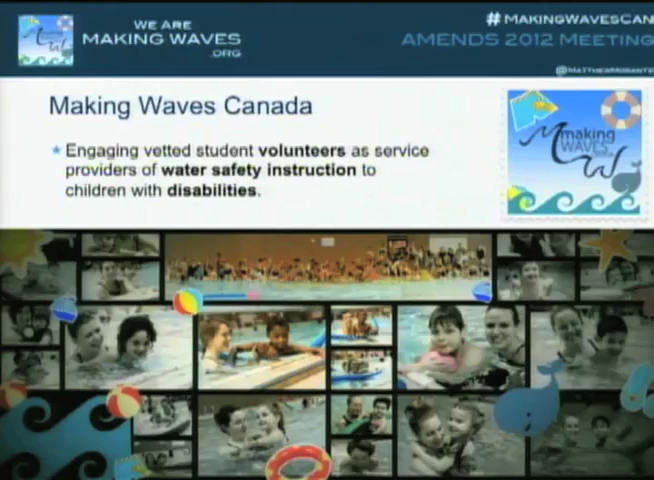 WE ARE
MAKING WAVES
.ORG
#MAKINGWAVESCAN
AMENDS 2012 MEETING
Making Waves Canada
Engaging vetted student volunteers as service
providers of water safety instruction to
children with disabilities.
making
WAVES